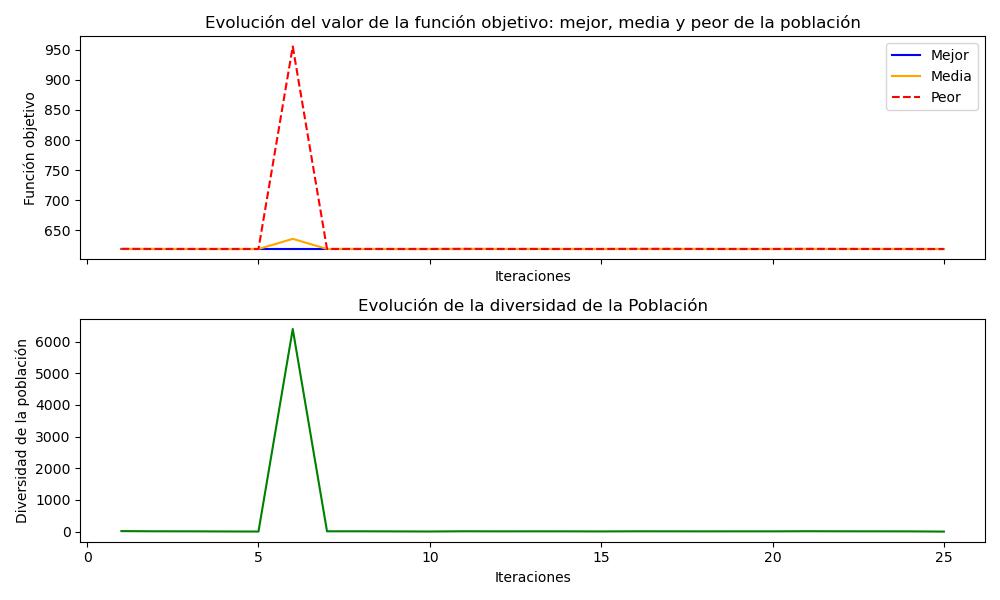 Evolución del valor de la función objetivo: mejor, media y peor de la población
950
900
850
800
750
700
650
Función objetivo
Mejor
Media
Peor
Iteraciones
Evolución de la diversidad de la Población
6000
5000
4000
3000
2000
1000
0
Diversidad de la población
0 5 10 15 20 25
Iteraciones